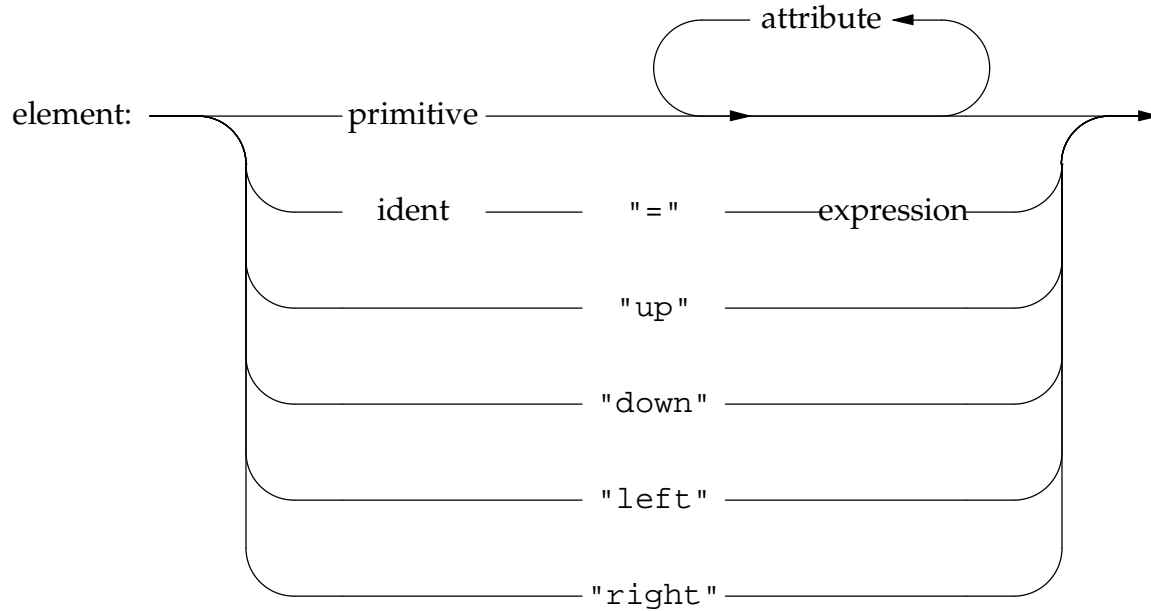 attribute
element: primitive
ident "=" expression
"up"
"down"
"left"
"right"